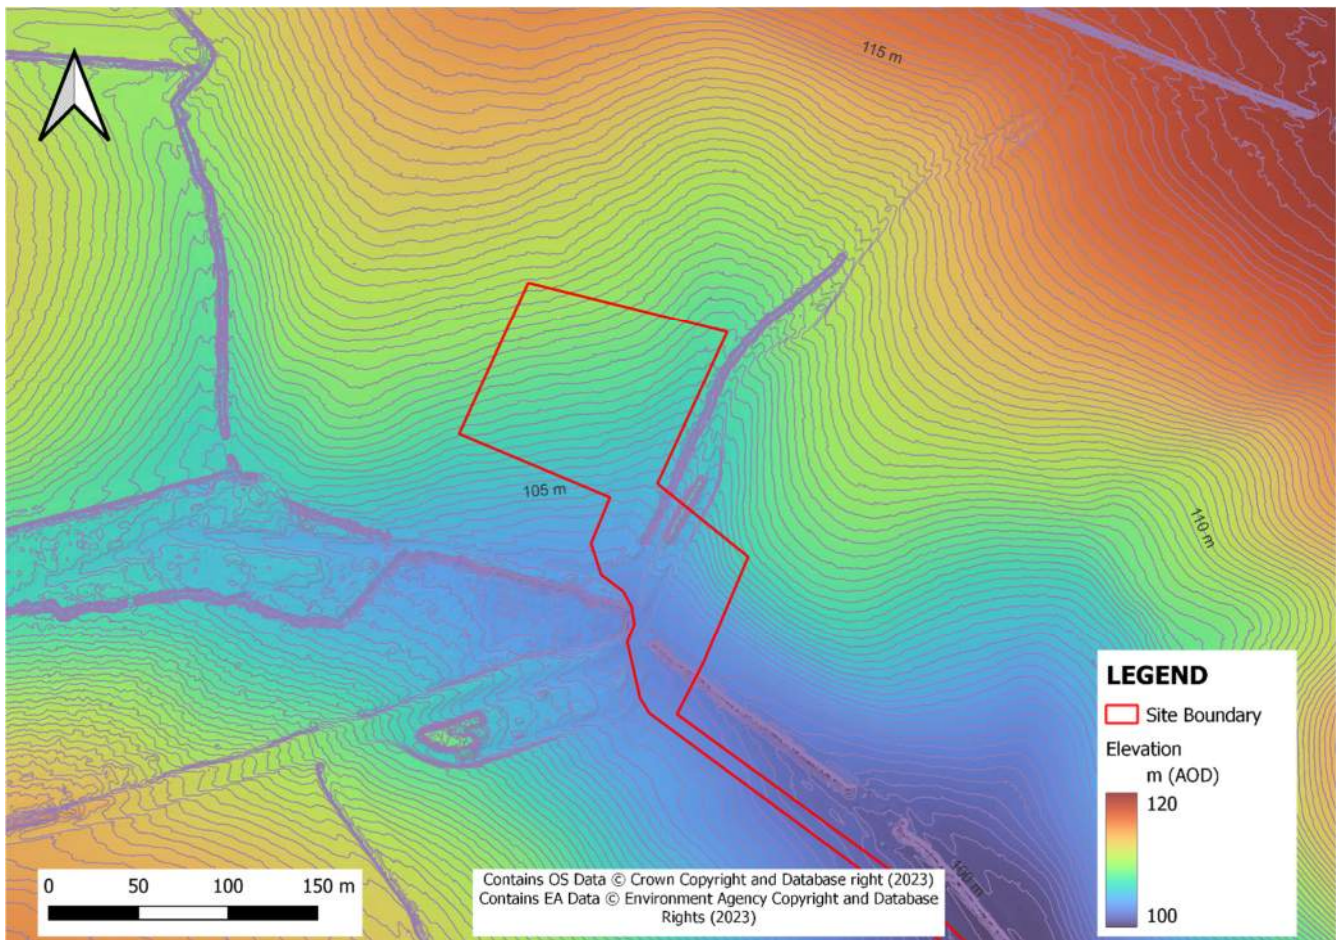 115 m
105 m
110 m
100 m
LEGEND
Site Boundary
Elevation
m (AOD)
120
100
0 50 100 150 m
Contains OS Data © Crown Copyright and Database right (2023)
Contains EA Data © Environment Agency Copyright and Database
Rights (2023)